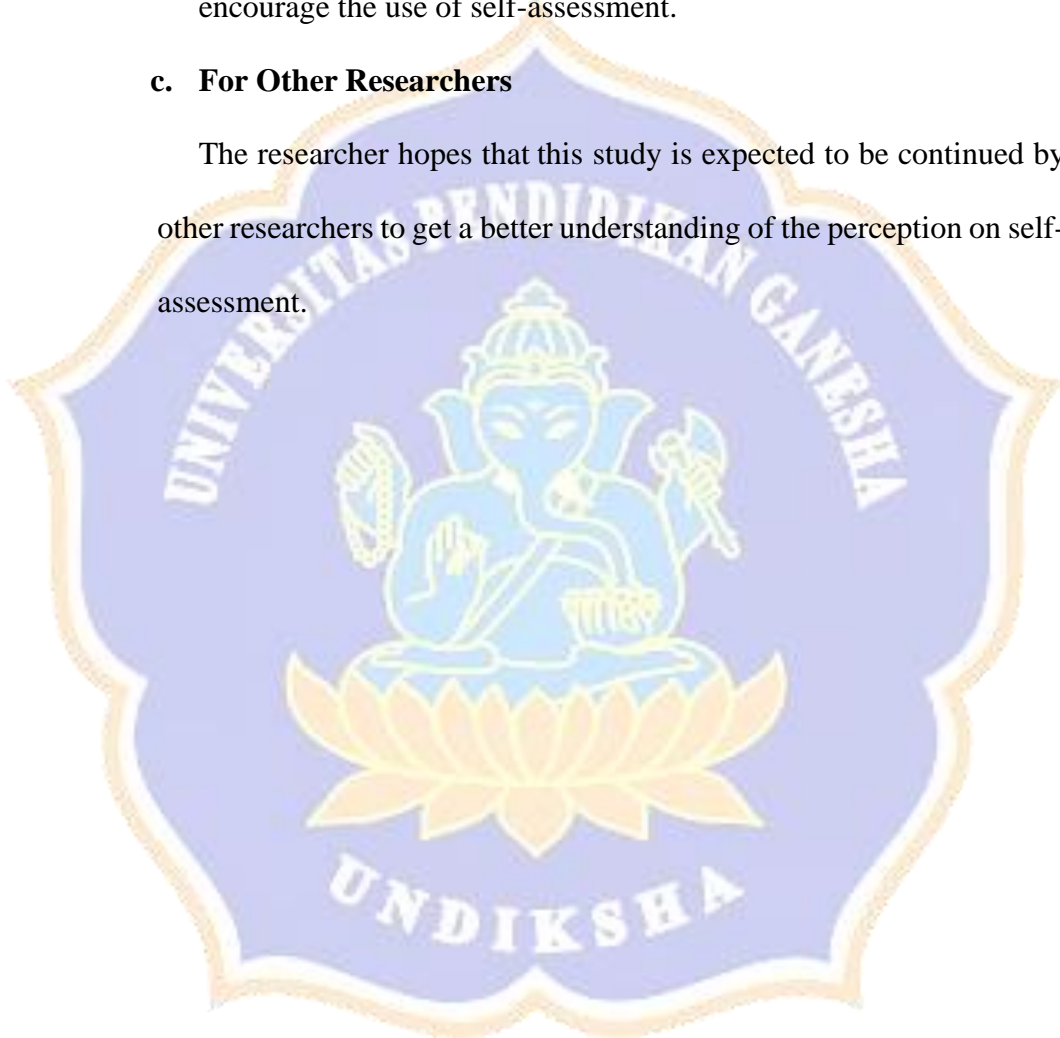 encourage the use of self-assessment.
c. For Other Researchers
The researcher hopes that this study is expected to be continued by
other researchers to get a better understanding of the perception on self-
assessment.
UNIVERSITAS PENDIDIKAN GANESHA
UNDIKSHA